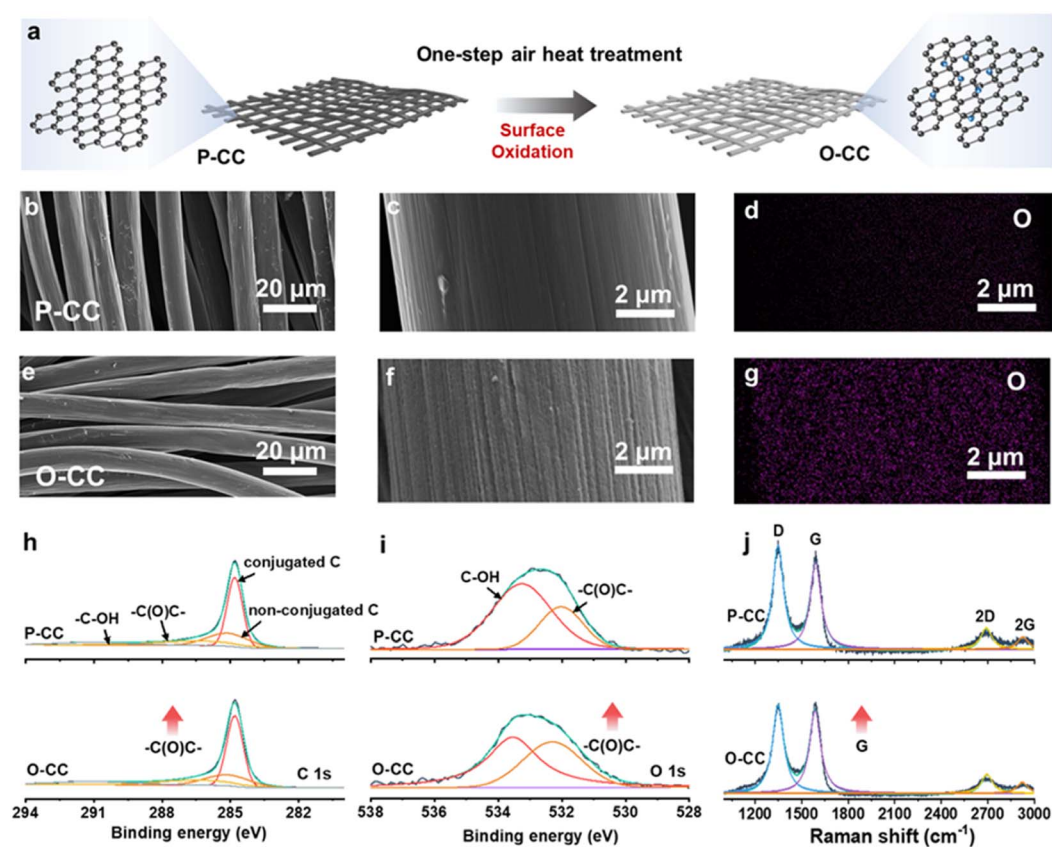 a
One-step air heat treatment
Surface
Oxidation
P-CC
O-CC
b
P-CC
20 μm
c
2 μm
d
O
2 μm
e
O-CC
20 μm
f
2 μm
g
O
2 μm
h
conjugated C
-C(O)C-
-C-OH
non-conjugated C
P-CC
-C(O)C-
O-CC
C 1s
294
291
288
285
282
Binding energy (eV)
i
C-OH
-C(O)C-
P-CC
-C(O)C-
O-CC
O 1s
538
536
534
532
530
528
Binding energy (eV)
j
D
G
P-CC
2D
2G
G
O-CC
1200
1500
1800
2100
2400
2700
3000
Raman shift (cm⁻¹)